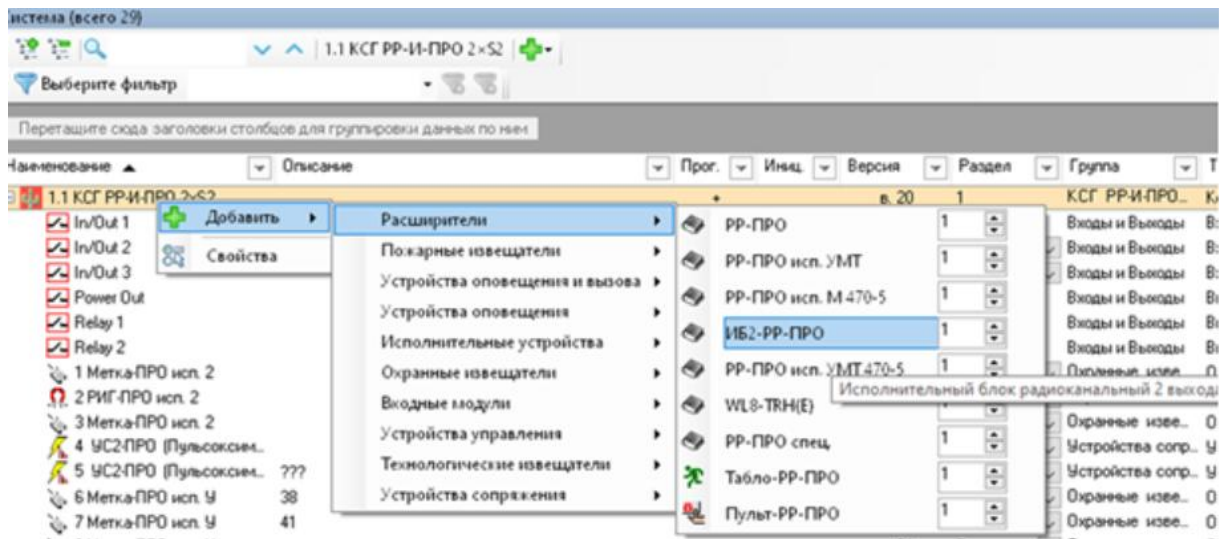 истема (всего 29)
1.1 КСГ РР-И-ПРО 2×S2
Выберите фильтр
Перетащите сюда заголовки столбцов для группировки данных по ним
Наименование Описание Прог. Иниц. Версия Раздел Группа Т
1.1 КСГ РР-И-ПРО 2×S2 + в. 20 1 КСГ РР-И-ПРО...
In/Out 1 Добавить Расширители РР-ПРО 1 Входы и Выходы
In/Out 2 Свойства Пожарные извещатели РР-ПРО исп. УМТ 1 Входы и Выходы
In/Out 3 Устройства оповещения и вызова РР-ПРО исп. М 470-5 1 Входы и Выходы
Power Out Устройства оповещения ИБ2-РР-ПРО 1 Входы и Выходы
Relay 1 Исполнительные устройства РР-ПРО исп. УМТ 470-5 1 Входы и Выходы
Relay 2 Охранные извещатели Исполнительный блок радиоканальный 2 выхода Входы и Выходы
1 Метка-ПРО исп. 2 Входные модули WL8-TRH(E) Охранные изве...
2 РИГ-ПРО исп. 2 Устройства управления РР-ПРО спец. 1
3 Метка-ПРО исп. 2 Технологические извещатели Табло-РР-ПРО 1 Охранные изве...
4 УС2-ПРО (Пульсоксим... Устройства сопряжения Пульт-РР-ПРО 1 Устройства сопр...
5 УС2-ПРО (Пульсоксим... ??? Устройства сопр...
6 Метка-ПРО исп. У 38 Охранные изве...
7 Метка-ПРО исп. У 41 Охранные изве...